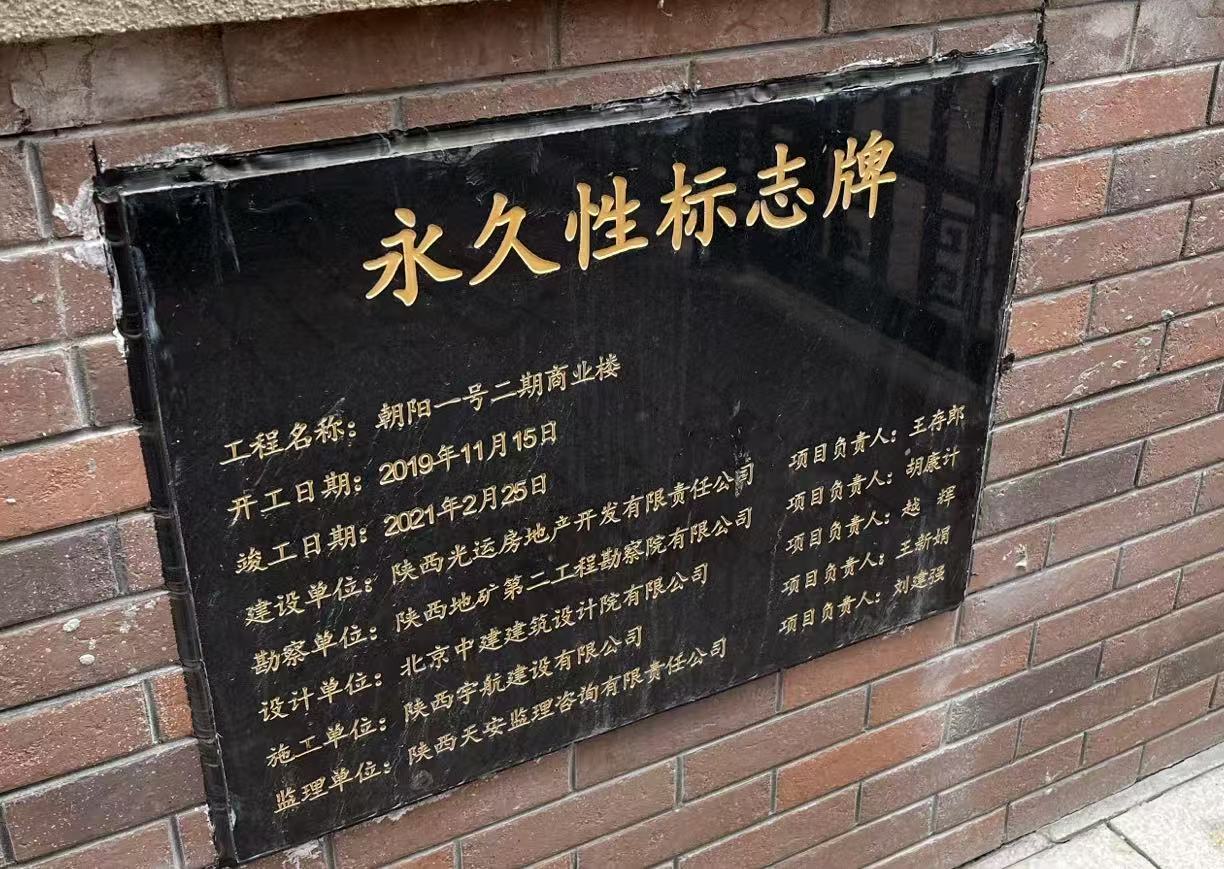 永久性标志牌
工程名称：朝阳一号二期商业楼
开工日期：2019年11月15日
竣工日期：2021年2月25日
建设单位：陕西光运房地产开发有限责任公司 项目负责人：王存郎
勘察单位：陕西地矿第二工程勘察院有限公司 项目负责人：胡廉计
设计单位：北京中建建筑设计院有限公司 项目负责人：越 辉
施工单位：陕西宇航建设有限公司 项目负责人：王新娟
监理单位：陕西天安监理咨询有限责任公司 项目负责人：刘建强